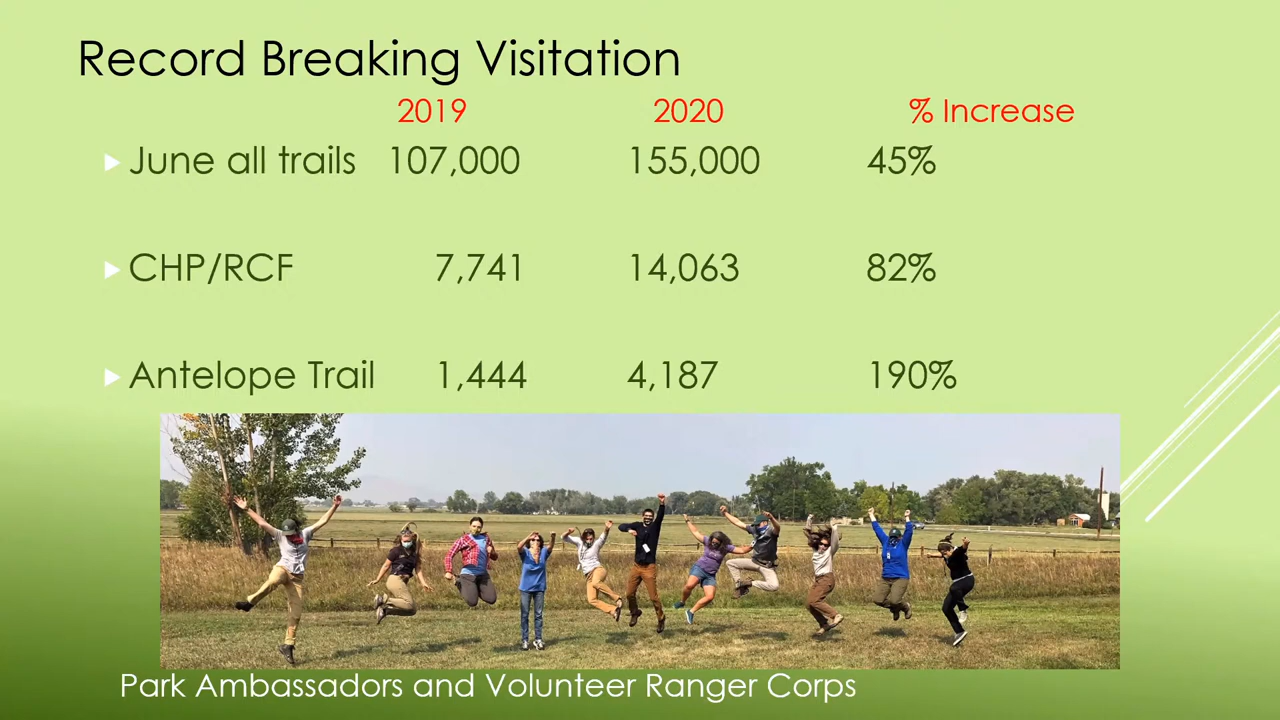 Record Breaking Visitation
2019 2020 % Increase
June all trails 107,000 155,000 45%
CHP/RCF 7,741 14,063 82%
Antelope Trail 1,444 4,187 190%
Park Ambassadors and Volunteer Ranger Corps